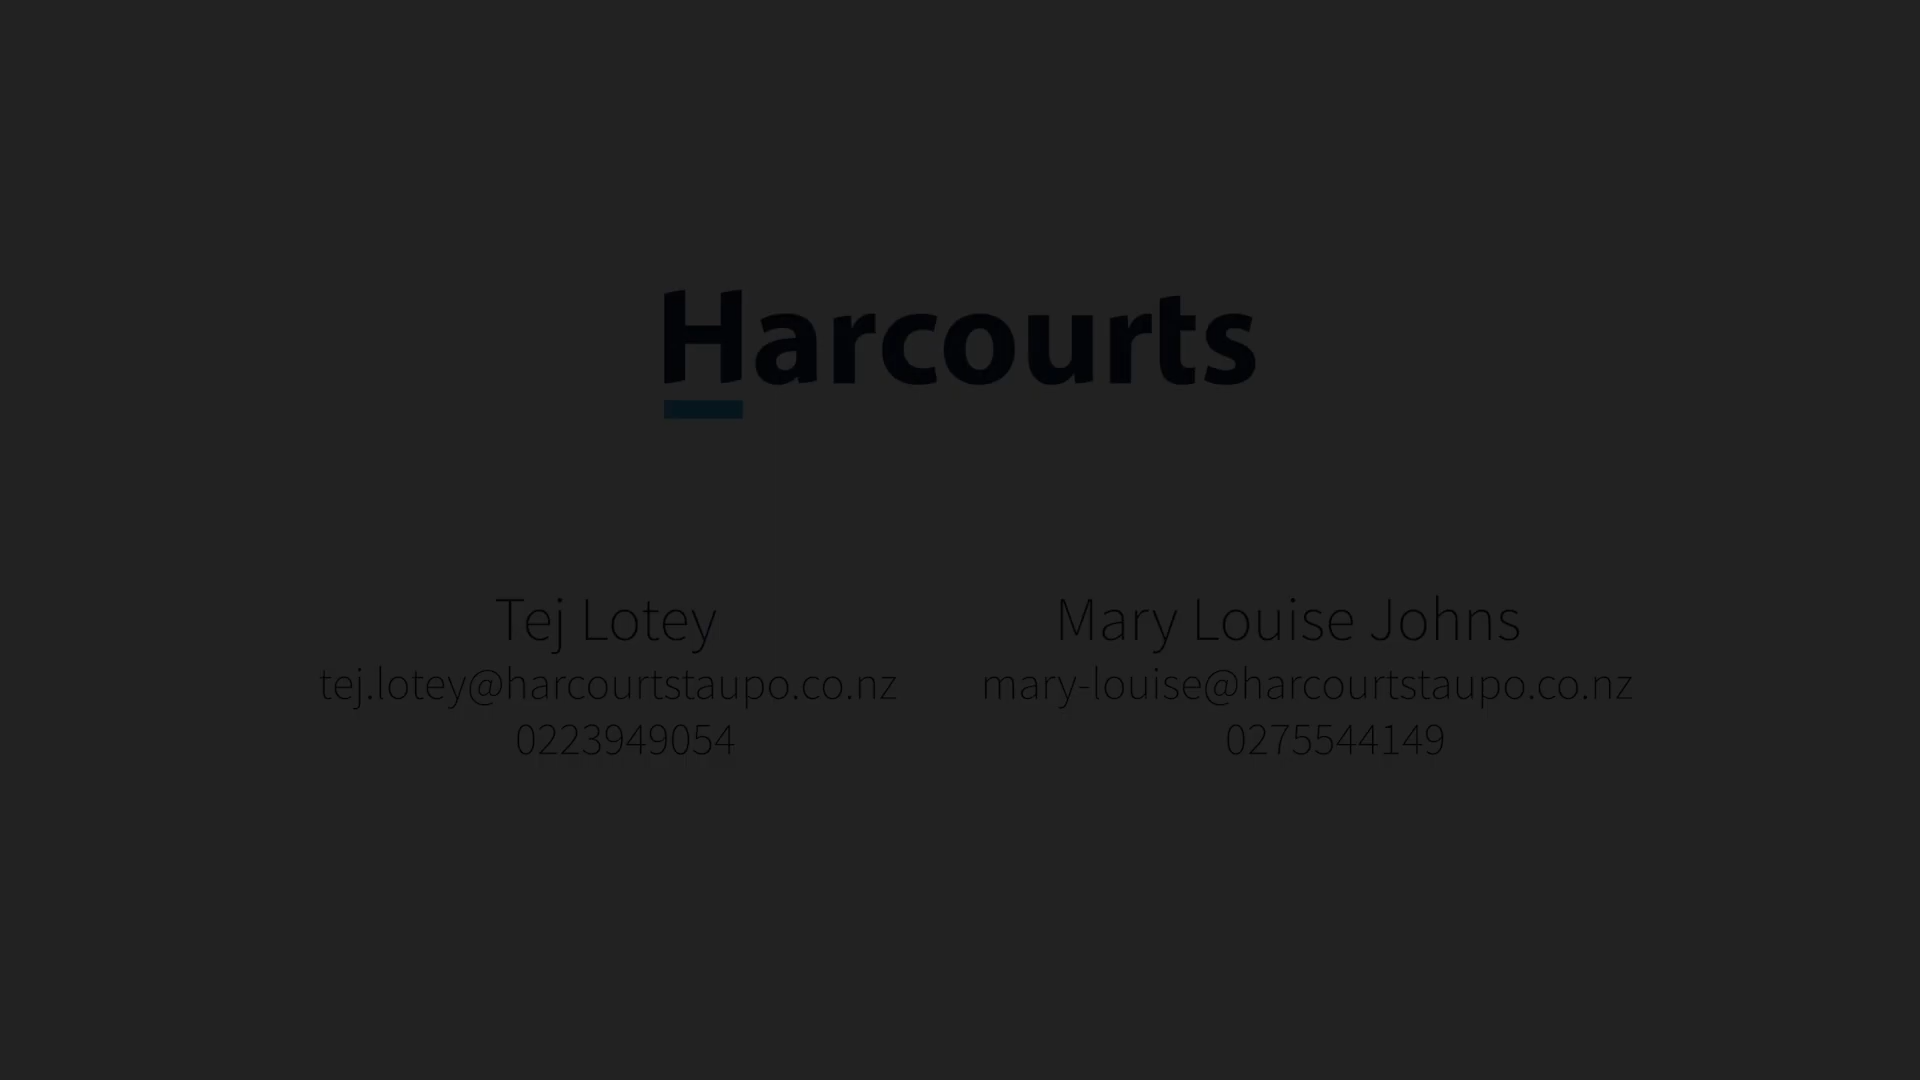 Harcourts
Tej Lotey
tej.lotey@harcourtstaupo.co.nz
0223949054
Mary Louise Johns
mary-louise@harcourtstaupo.co.nz
0275544149